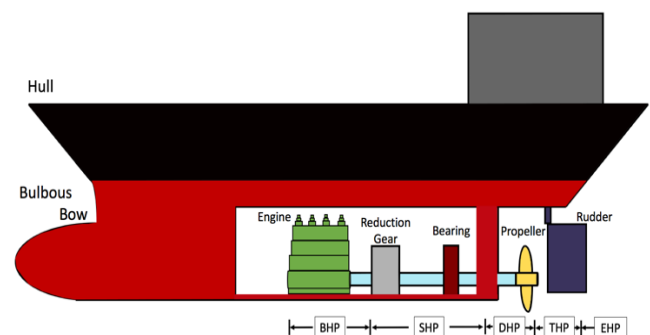 Hull
Bulbous
Bow
Engine
Reduction
Gear
Bearing
Propeller
Rudder
BHP
SHP
DHP
THP
EHP